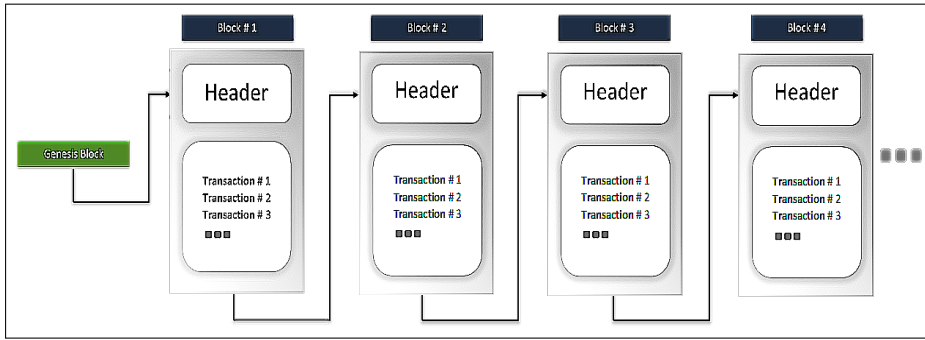 Block # 1
Block # 2
Block # 3
Block #4
Header
Header
Header
Header
Genesis Block
Transaction # 1
Transaction # 2
Transaction # 3
Transaction # 1
Transaction # 2
Transaction # 3
Transaction # 1
Transaction # 2
Transaction # 3
Transaction # 1
Transaction # 2
Transaction # 3